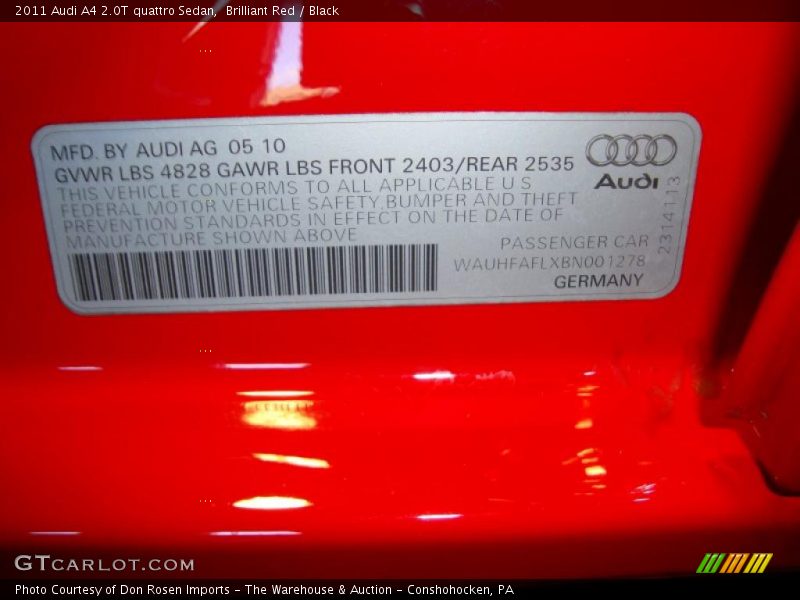 2011 Audi A4 2.0T quattro Sedan,  Brilliant Red / Black
MFD. BY AUDI AG 05 10
GVWR LBS 4828 GAWR LBS FRONT 2403/REAR 2535
THIS VEHICLE CONFORMS TO ALL APPLICABLE U S
FEDERAL MOTOR VEHICLE SAFETY,BUMPER AND THEFT
PREVENTION STANDARDS IN EFFECT ON THE DATE OF
MANUFACTURE SHOWN ABOVE
PASSENGER CAR
WAUHFAFLXBN001278
GERMANY
Audi
2314113
GTCARLOT.COM
Photo Courtesy of Don Rosen Imports - The Warehouse & Auction - Conshohocken, PA